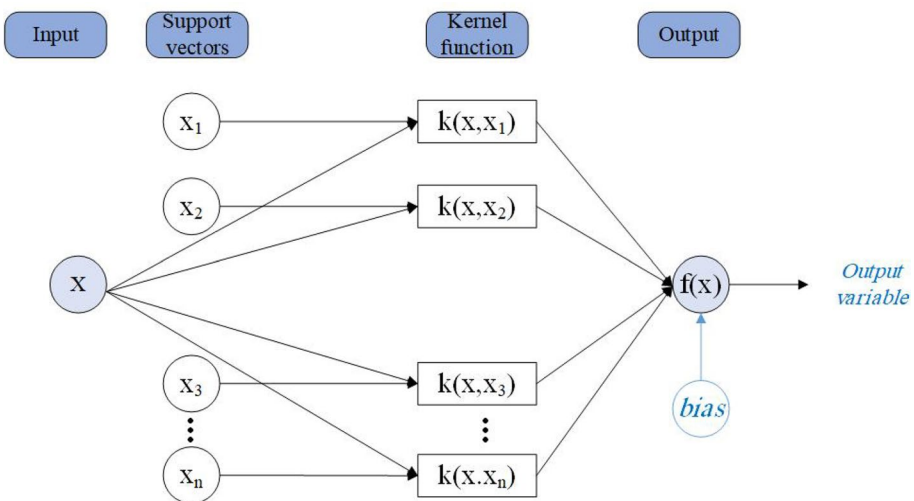 Input
Support
vectors
Kernel
function
Output
x₁
k(x,x₁)
x₂
k(x,x₂)
x
f(x)
Output
variable
x₃
k(x,x₃)
bias
xₙ
k(x.xₙ)